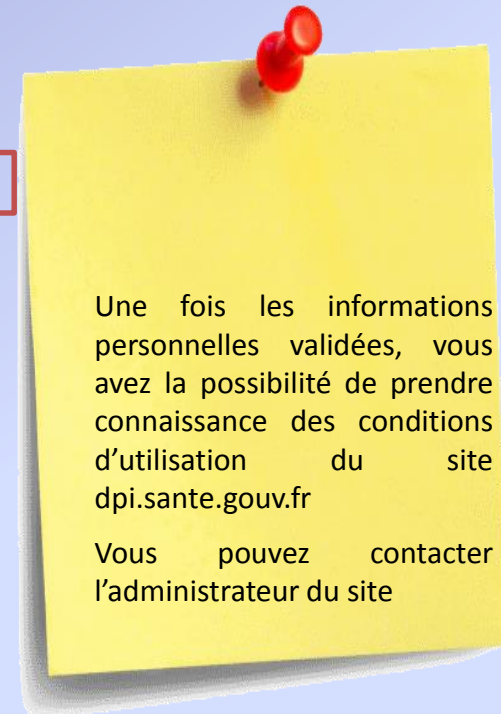 Une fois les informations
personnelles validées, vous
avez la possibilité de prendre
connaissance des conditions
d’utilisation du site
dpi.sante.gouv.fr
Vous pouvez contacter
l’administrateur du site